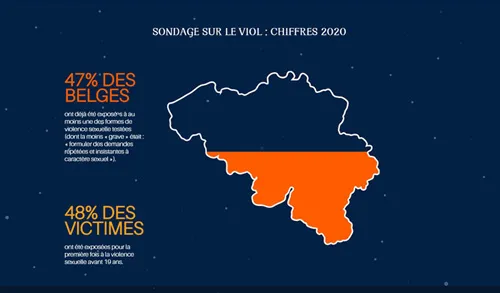 SONDAGE SUR LE VIOL : CHIFFRES 2020
47% DES
BELGES
ont déjà été exposé·e·s à au
moins une des formes de
violence sexuelle testées
(dont la moins « grave » était :
« formuler des demandes
répétées et insistantes à
caractère sexuel »).
48% DES
VICTIMES
ont été exposées pour la
première fois à la violence
sexuelle avant 19 ans.